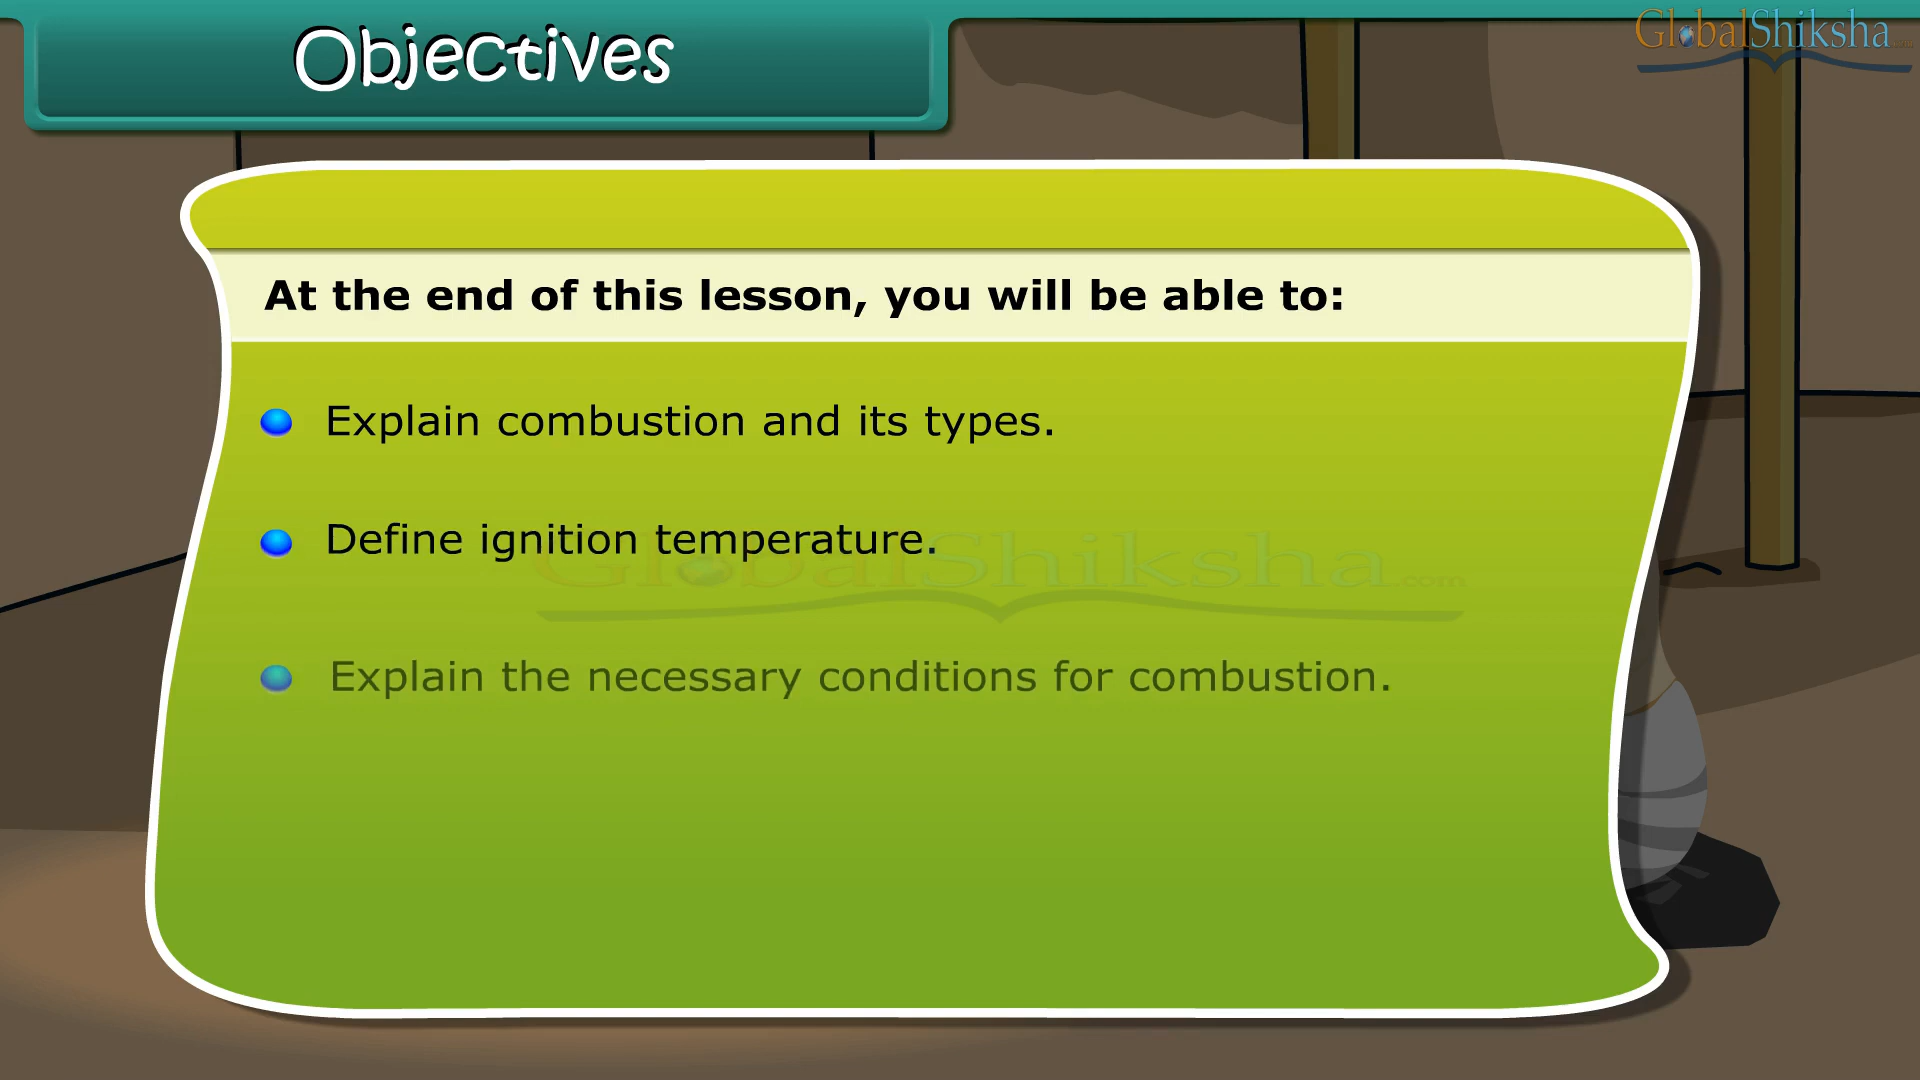 Objectives
GlobalShiksha
At the end of this lesson, you will be able to:
Explain combustion and its types.
Define ignition temperature.
GlobalShiksha.com
Explain the necessary conditions for combustion.